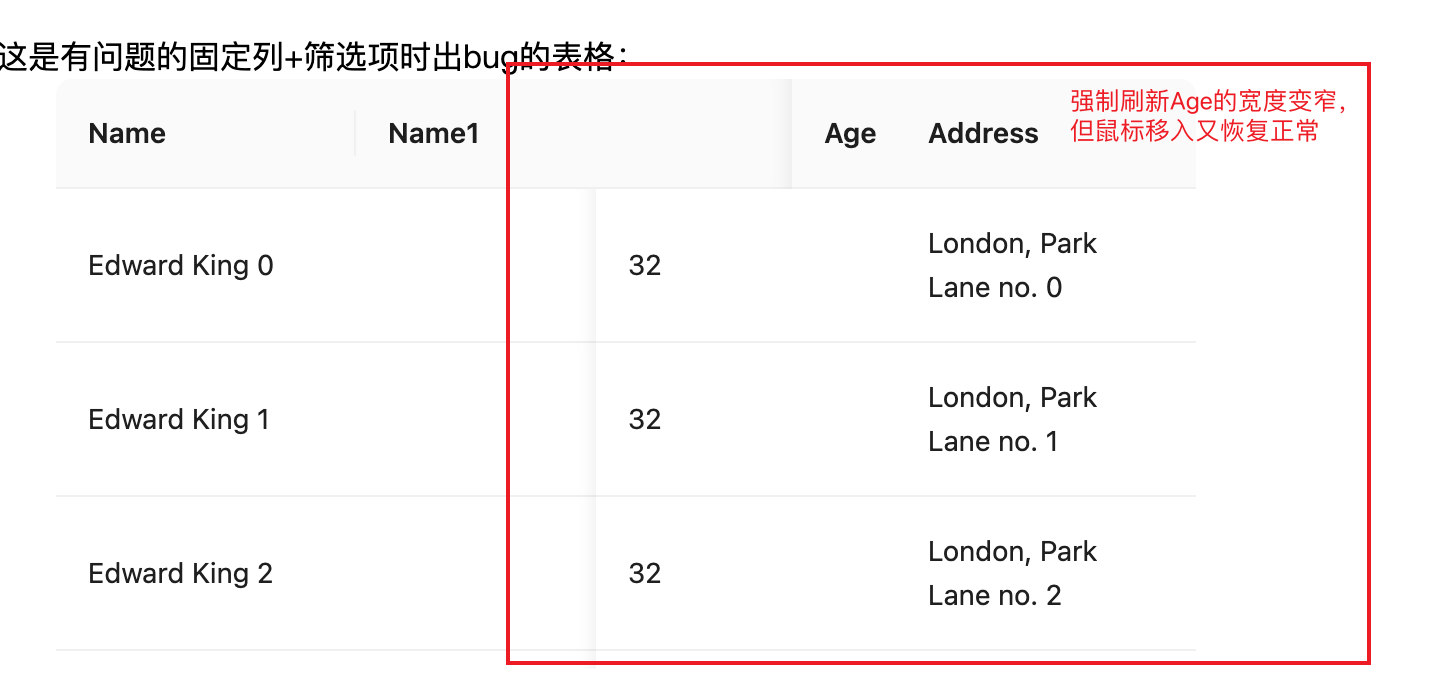 这是有问题的固定列+筛选项时出bug的表格：
强制刷新Age的宽度变窄，
但鼠标移入又恢复正常
Name Name1 Age Address
Edward King 0 32 London, Park
Lane no. 0
Edward King 1 32 London, Park
Lane no. 1
Edward King 2 32 London, Park
Lane no. 2